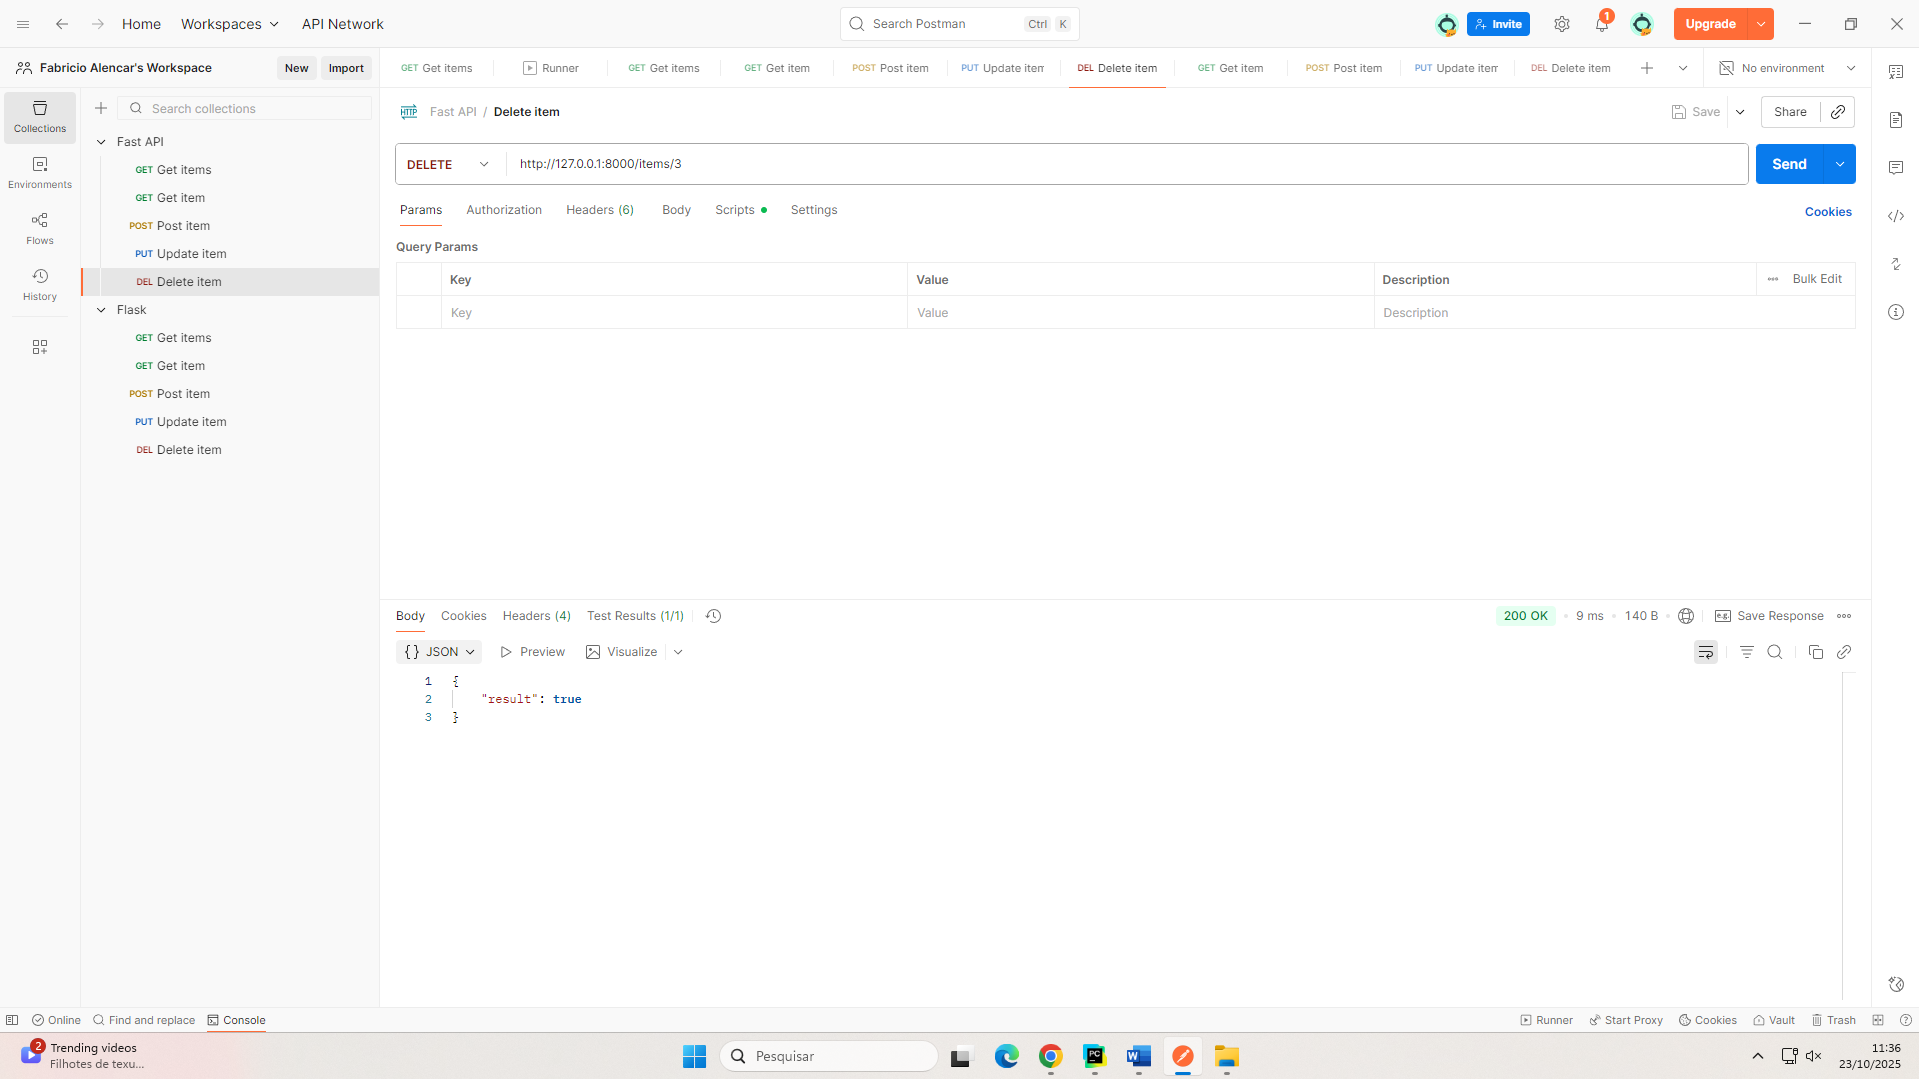 Home
Workspaces
API Network
Search Postman
Ctrl
K
Invite
1
Upgrade
Fabricio Alencar's Workspace
New
Import
GET Get items
Runner
GET Get items
GET Get item
POST Post item
PUT Update item
DEL Delete item
GET Get item
POST Post item
PUT Update item
DEL Delete item
No environment
Collections
Environments
Flows
History
Search collections
Fast API
GET Get items
GET Get item
POST Post item
PUT Update item
DEL Delete item
Flask
GET Get items
GET Get item
POST Post item
PUT Update item
DEL Delete item
HTTP
Fast API / Delete item
Save
Share
DELETE
http://127.0.0.1:8000/items/3
Send
Params
Authorization
Headers (6)
Body
Scripts
Settings
Cookies
Query Params
Key
Value
Description
Bulk Edit
Key
Value
Description
Body
Cookies
Headers (4)
Test Results (1/1)
200 OK
9 ms
140 B
e.g.
Save Response
{} JSON
Preview
Visualize
1 {
2 "result": true
3 }
Online
Find and replace
Console
Runner
Start Proxy
Cookies
Vault
Trash
2
Trending videos
Filhotes de texu...
Pesquisar
PC
W
11:36
23/10/2025